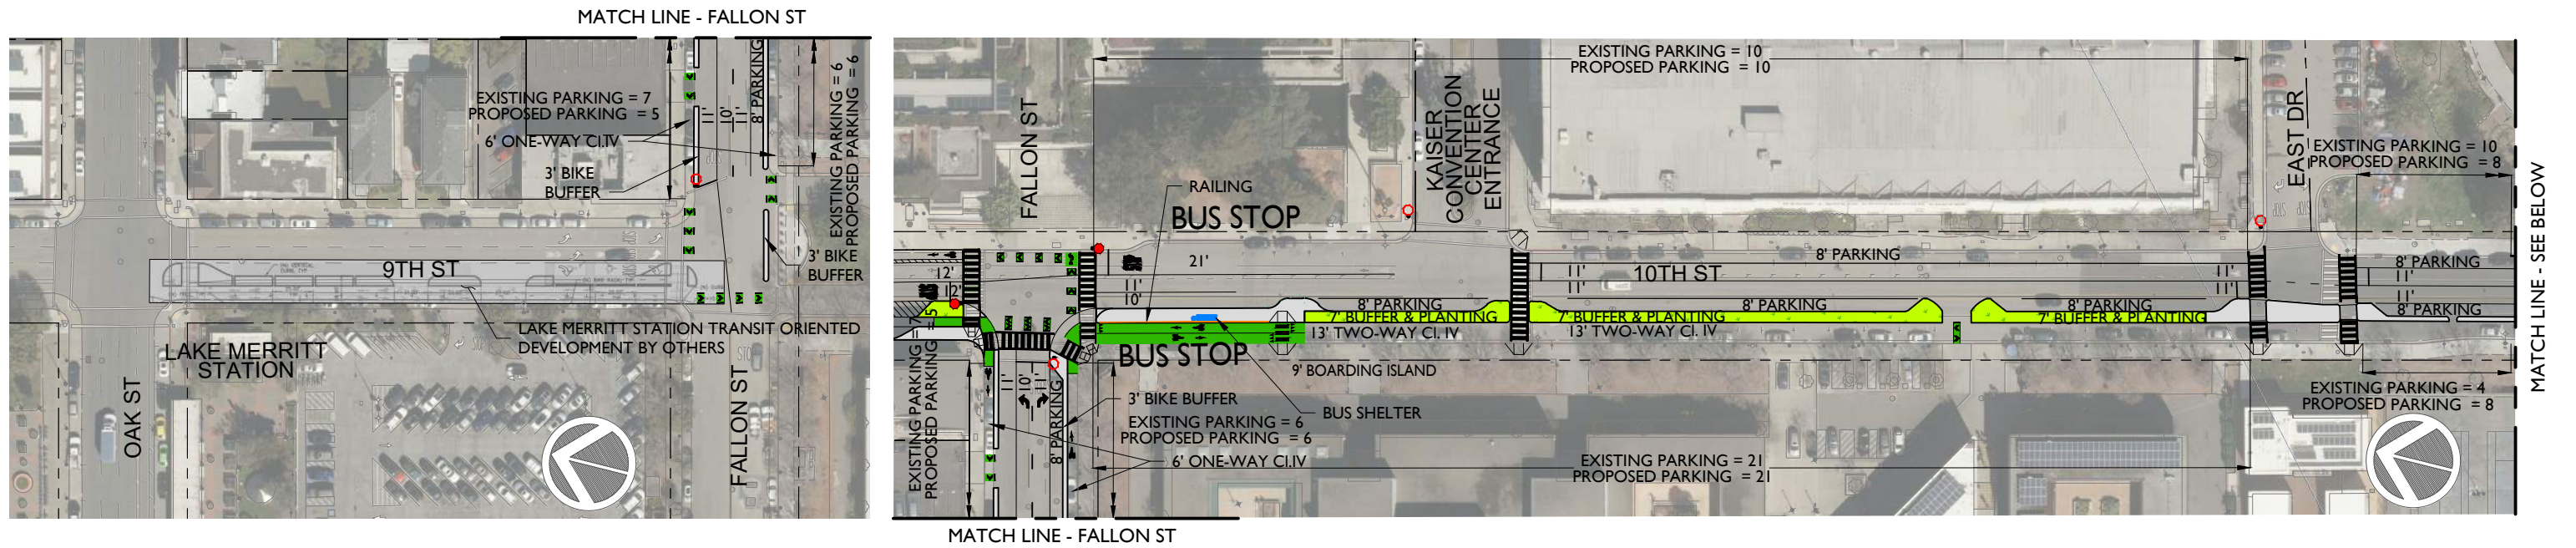 MATCH LINE - FALLON ST
EXISTING PARKING = 7
PROPOSED PARKING = 5
6' ONE-WAY Cl.IV
3' BIKE
BUFFER
11'
10'
11'
8' PARKING
EXISTING PARKING = 6
PROPOSED PARKING = 6
3' BIKE
BUFFER
9TH ST
LAKE MERRITT STATION TRANSIT ORIENTED
DEVELOPMENT BY OTHERS
LAKE MERRITT
STATION
OAK ST
FALLON ST
FALLON ST
EXISTING PARKING = 10
PROPOSED PARKING = 10
KAISER
CONVENTION
CENTER
ENTRANCE
EAST DR
EXISTING PARKING = 10
PROPOSED PARKING = 8
RAILING
BUS STOP
21'
12'
12'
11'
10'
8' PARKING
11'
10TH ST
11'
11'
8' PARKING
11'
11'
8' PARKING
7' BUFFER & PLANTING
13' TWO-WAY Cl. IV
8' PARKING
7' BUFFER & PLANTING
13' TWO-WAY Cl. IV
8' PARKING
7' BUFFER & PLANTING
8' PARKING
BUS STOP
9' BOARDING ISLAND
BUS SHELTER
EXISTING PARKING = 7
PROPOSED PARKING = 5
11'
10'
11'
8' PARKING
3' BIKE BUFFER
EXISTING PARKING = 6
PROPOSED PARKING = 6
6' ONE-WAY Cl.IV
EXISTING PARKING = 21
PROPOSED PARKING = 21
EXISTING PARKING = 4
PROPOSED PARKING = 8
MATCH LINE - SEE BELOW
MATCH LINE - FALLON ST